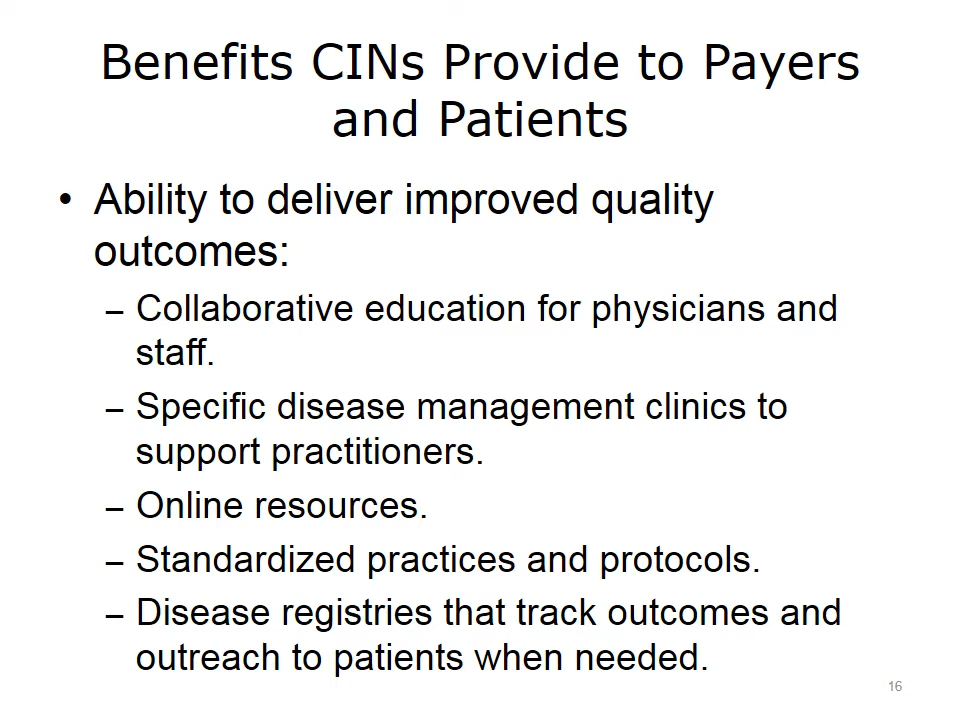 Benefits CINs Provide to Payers
and Patients
• Ability to deliver improved quality
outcomes:
– Collaborative education for physicians and
staff.
– Specific disease management clinics to
support practitioners.
– Online resources.
– Standardized practices and protocols.
– Disease registries that track outcomes and
outreach to patients when needed.
16